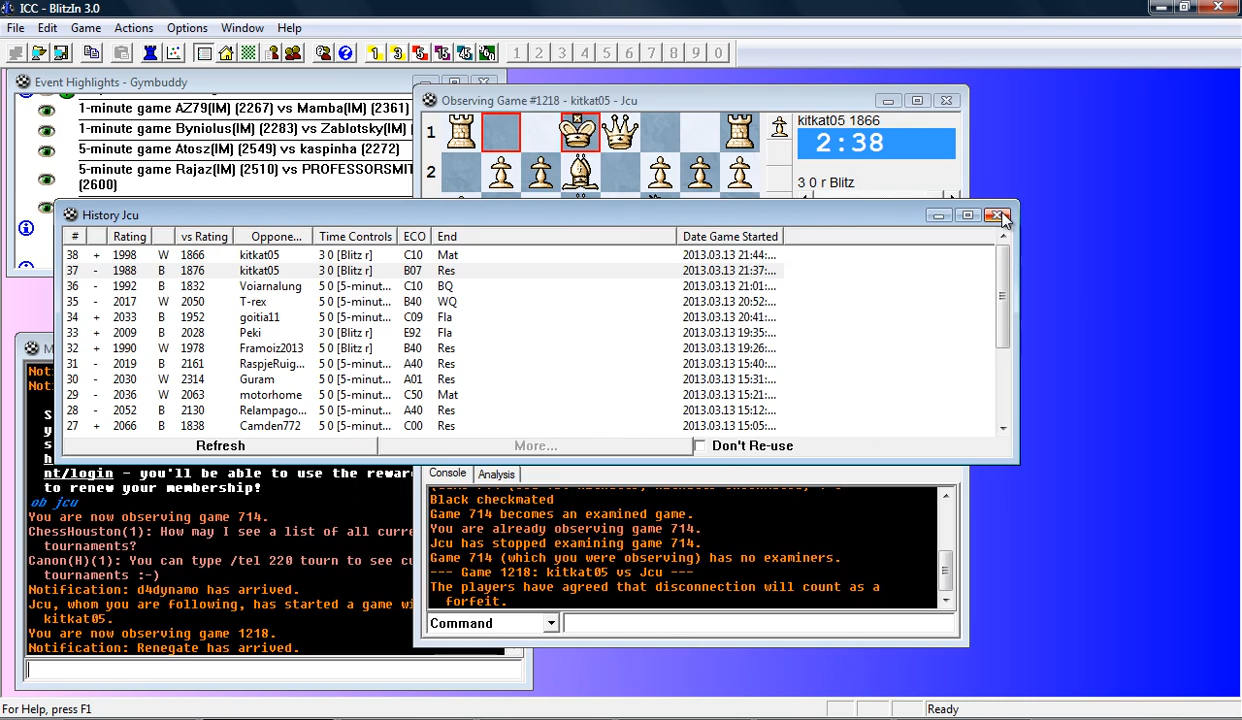 ICC - BlitzIn 3.0
File Edit Game Actions Options Window Help
1 3 5 15 45
1 2 3 4 5 6 7 8 9 0
Event Highlights - Gymbuddy
1-minute game AZ79(IM) (2267) vs Mamba(IM) (2361)
1-minute game Byniolus(IM) (2283) vs Zablotsky(IM)
5-minute game Atosz (2549) vs kaspinha (2272)
5-minute game Rajaz (2510) vs PROFESSORSMIT
(2600)
Observing Game #1218 - kitkat05 - Jcu
1
2
kitkat05 1866
2:38
3 0 r Blitz
History Jcu
# Rating vs Rating Oppone... Time Controls ECO End Date Game Started
38 + 1998 W 1866 kitkat05 3 0 [Blitz r] C10 Mat 2013.03.13 21:44:...
37 - 1988 B 1876 kitkat05 3 0 [Blitz r] B07 Res 2013.03.13 21:37:...
36 - 1992 B 1832 Voiarnalung 5 0 [5-minut... C10 BQ 2013.03.13 21:01:...
35 - 2017 W 2050 T-rex 5 0 [5-minut... B40 WQ 2013.03.13 20:52:...
34 + 2033 B 1952 goitia11 5 0 [5-minut... C09 Fla 2013.03.13 20:41:...
33 + 2009 B 2028 Peki 3 0 [Blitz r] E92 Fla 2013.03.13 19:35:...
32 + 1990 W 1978 Framoiz2013 3 0 [Blitz r] B40 Res 2013.03.13 19:26:...
31 - 2019 B 2161 RaspjeRuig... 5 0 [5-minut... A40 Res 2013.03.13 15:40:...
30 - 2030 W 2314 Guram 5 0 [5-minut... A01 Res 2013.03.13 15:31:...
29 - 2036 W 2063 motorhome 5 0 [5-minut... C50 Mat 2013.03.13 15:21:...
28 - 2052 B 2130 Relampago... 5 0 [5-minut... A40 Res 2013.03.13 15:12:...
27 + 2066 B 1838 Camden772 5 0 [5-minut... C00 Res 2013.03.13 15:05:...
Refresh More... Don't Re-use
nt/login - you'll be able to use the rewar
to renew your membership!
ob jcu
You are now observing game 714.
ChessHouston(1): How may I see a list of all curre
tournaments?
Canon(H)(1): You can type /tel 220 tourn to see cu
tournaments :-)
Notification: d4dynamo has arrived.
Jcu, whom you are following, has started a game wi
kitkat05.
You are now observing game 1218.
Notification: Renegate has arrived.
Console Analysis
Black checkmated
Game 714 becomes an examined game.
You are already observing game 714.
Jcu has stopped examining game 714.
Game 714 (which you were observing) has no examiners.
--- Game 1218: kitkat05 vs Jcu ---
The players have agreed that disconnection will count as a
forfeit.
Command
For Help, press F1
Ready